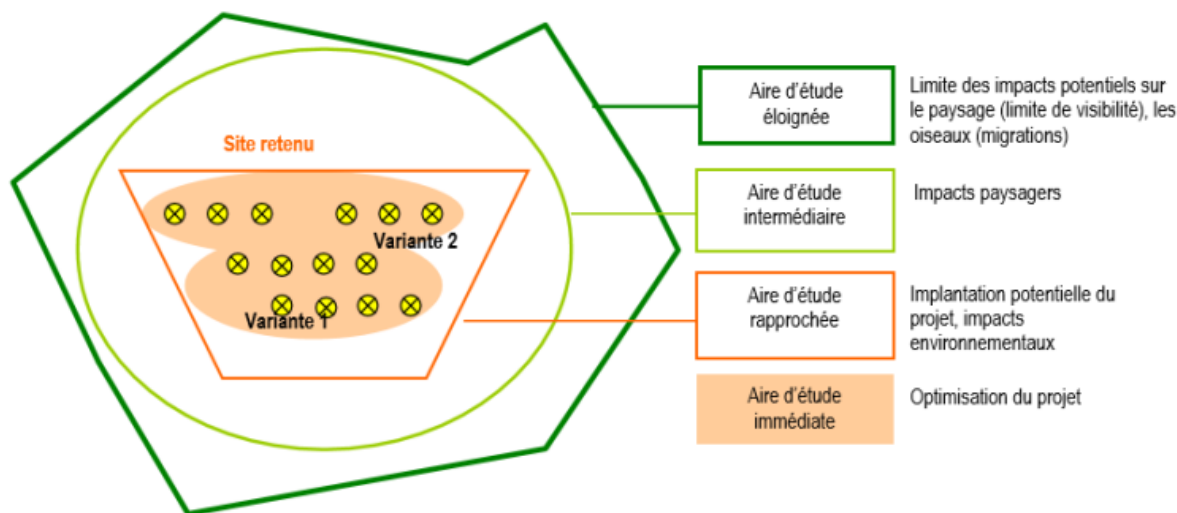 Site retenu
Variante 2
Variante 1
Aire d'étude
éloignée
Limite des impacts potentiels sur
le paysage (limite de visibilité), les
oiseaux (migrations)
Aire d'étude
intermédiaire
Impacts paysagers
Aire d'étude
rapprochée
Implantation potentielle du
projet, impacts
environnementaux
Aire d'étude
immédiate
Optimisation du projet